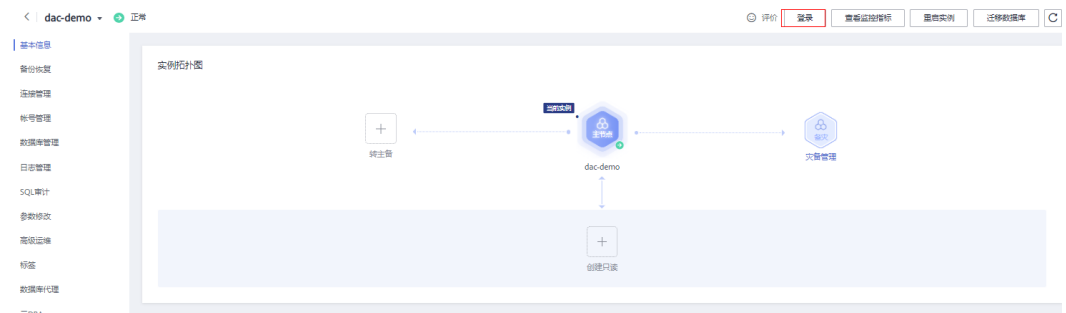 dac-demo 正常
评价 登录 查看监控指标 重启实例 迁移数据库
基本信息
备份恢复
连接管理
帐号管理
数据库管理
日志管理
SQL审计
参数修改
高级运维
标签
数据库代理
实例拓扑图
当前实例
主节点
转主备
dac-demo
灾备管理
创建只读